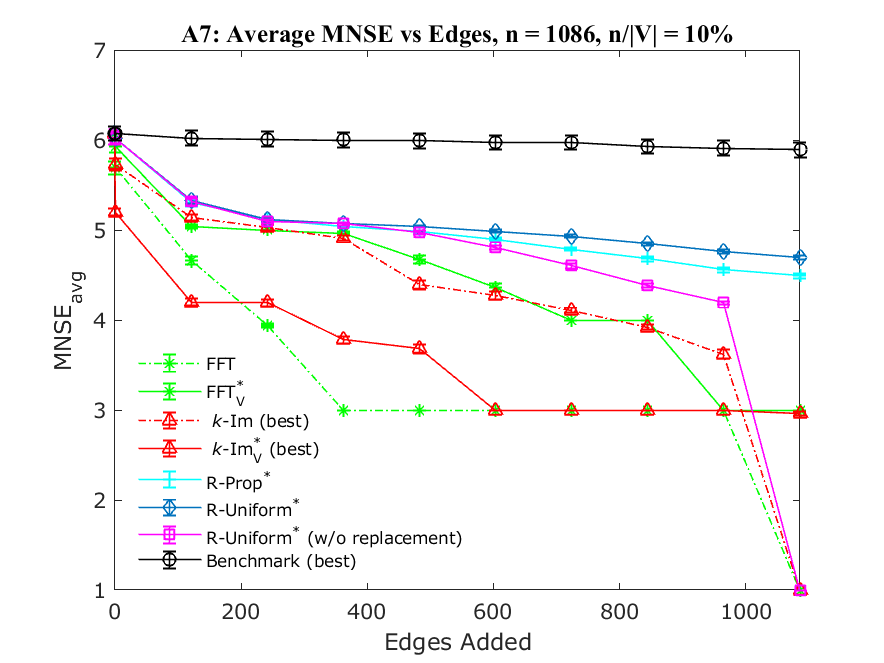 A7: Average MNSE vs Edges, n = 1086, n/|V| = 10%
7
6
5
4
3
2
1
MNSE_avg
FFT
FFT*_V
k-Im (best)
k-Im*_V (best)
R-Prop*
R-Uniform*
R-Uniform* (w/o replacement)
Benchmark (best)
0 200 400 600 800 1000
Edges Added